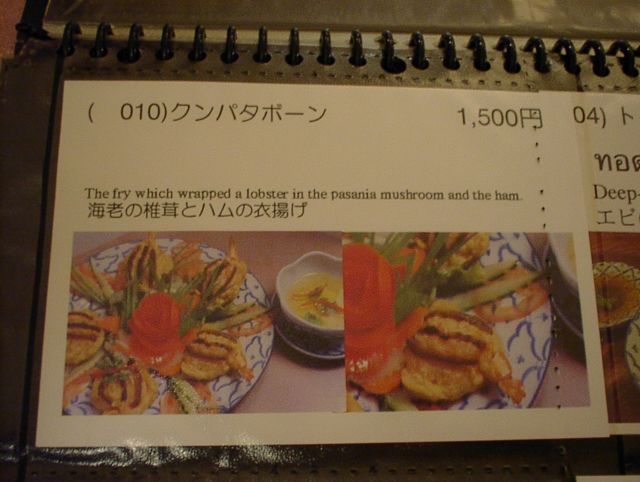 ( 010)クンパタポーン 1,500円
The fry which wrapped a lobster in the pasania mushroom and the ham.
海老の椎茸とハムの衣揚げ
04) ト
ทอด
Deep-
エビ